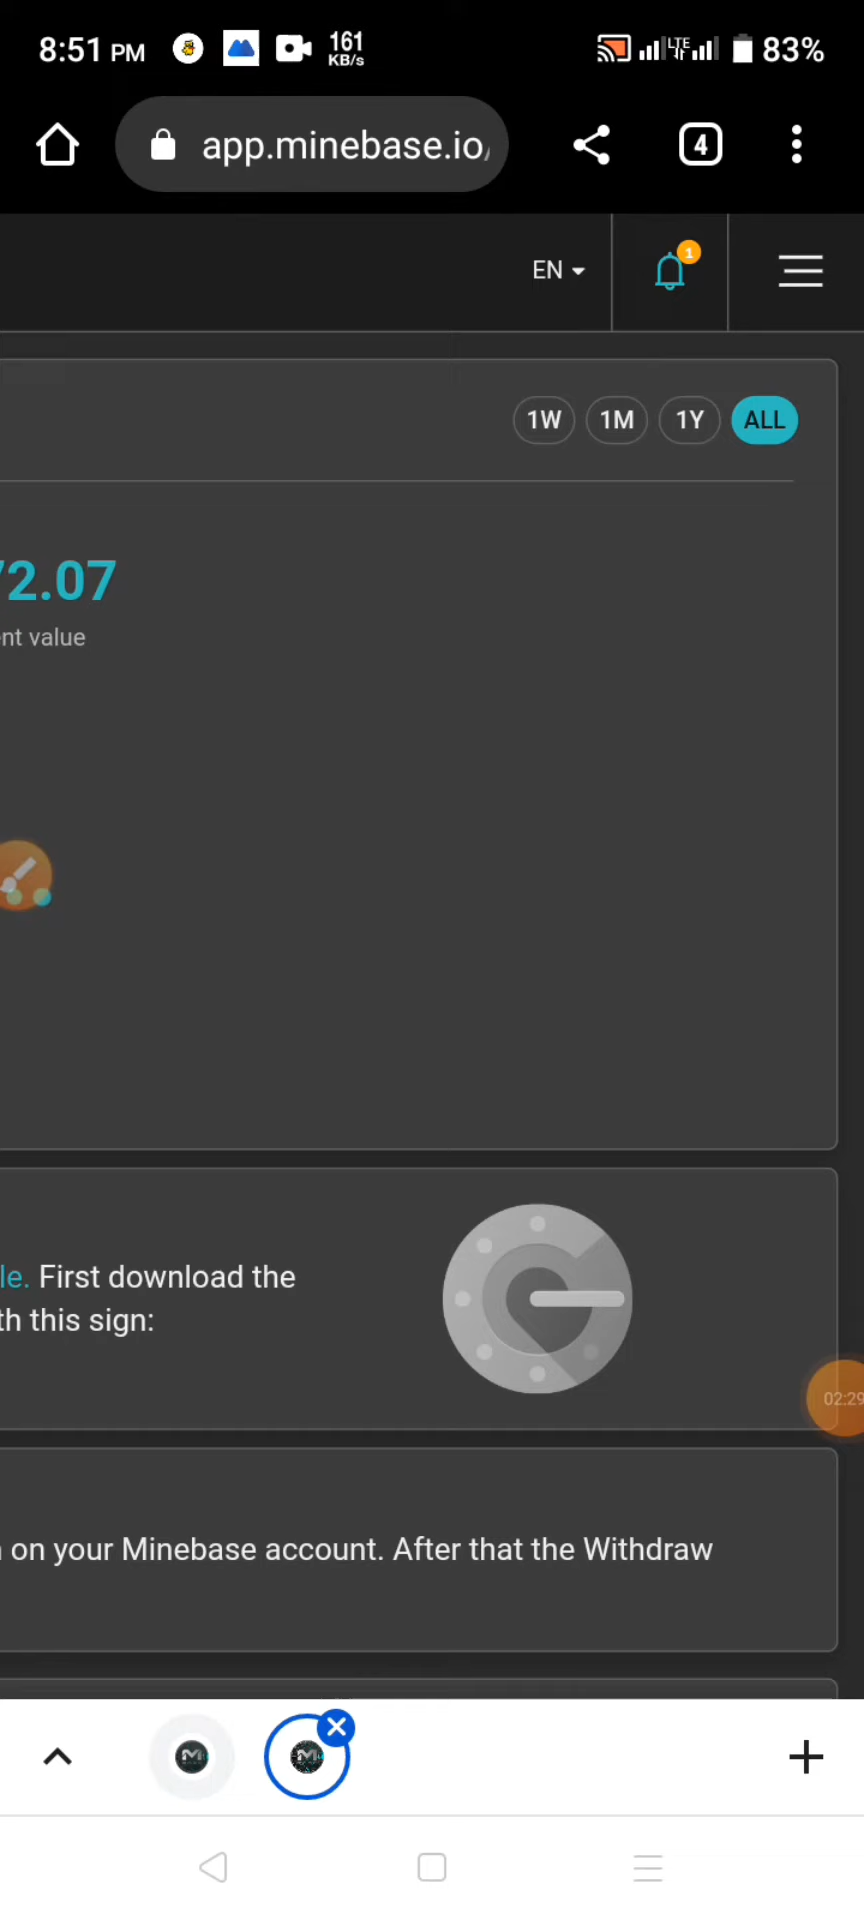 8:51 PM 161 KB/s LTE 83%
app.minebase.io/ 4
EN 1
1W 1M 1Y ALL
2.07
nt value
le. First download the
th this sign:
02:29
on your Minebase account. After that the Withdraw